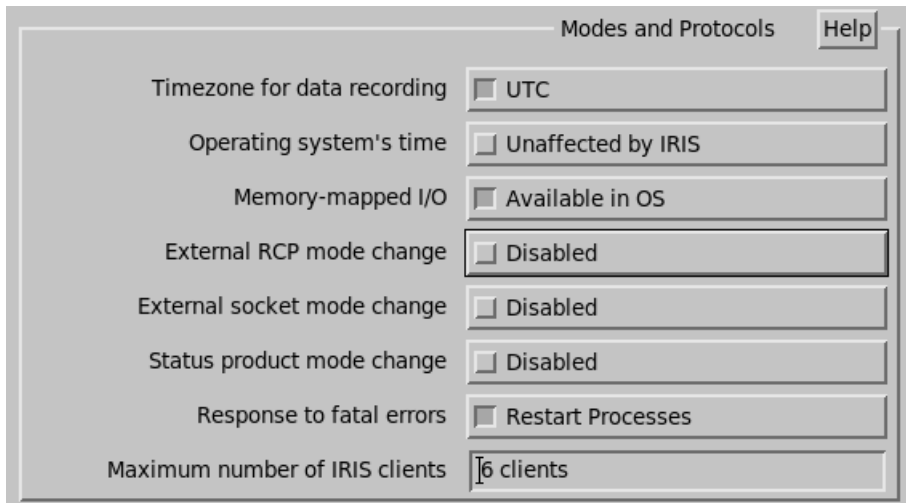 Modes and Protocols Help
Timezone for data recording UTC
Operating system's time Unaffected by IRIS
Memory-mapped I/O Available in OS
External RCP mode change Disabled
External socket mode change Disabled
Status product mode change Disabled
Response to fatal errors Restart Processes
Maximum number of IRIS clients 6 clients